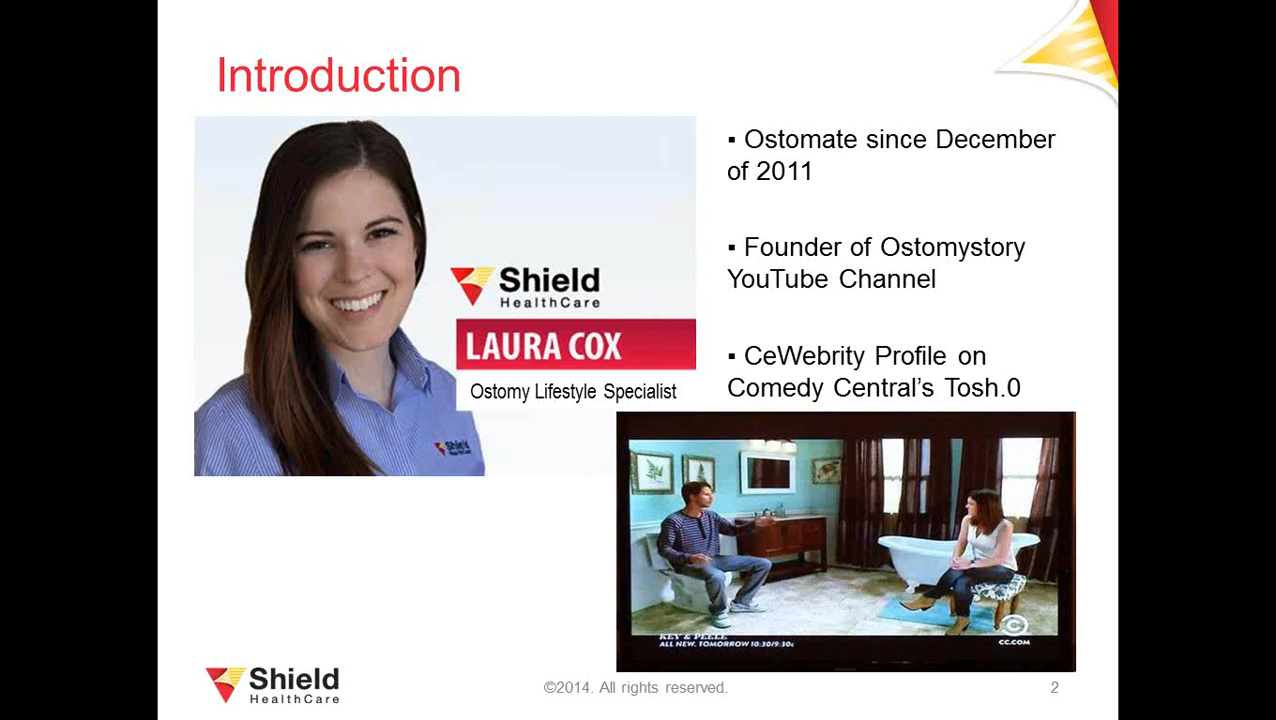 Introduction
▪ Ostomate since December
of 2011
▪ Founder of Ostomystory
YouTube Channel
▪ CeWebrity Profile on
Comedy Central’s Tosh.0
Shield
HealthCare
LAURA COX
Ostomy Lifestyle Specialist
Shield
HealthCare
KEY & PEELE
ALL NEW, TOMORROW 10:30/9:30c
CC.COM
Shield
HealthCare
©2014. All rights reserved.
2